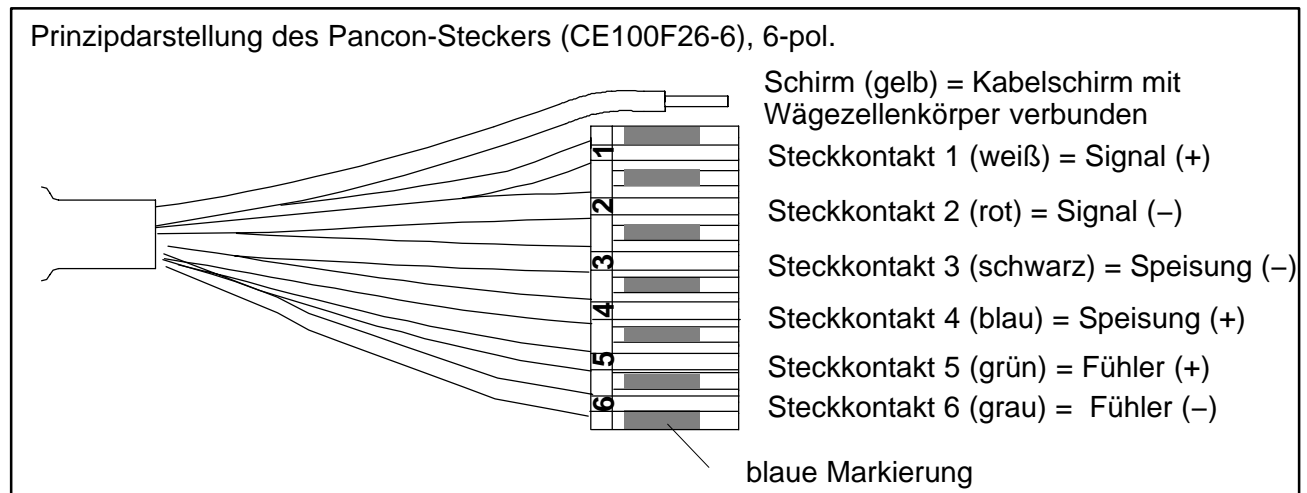 Prinzipdarstellung des Pancon-Steckers (CE100F26-6), 6-pol.
Schirm (gelb) = Kabelschirm mit
Wägezellenkörper verbunden
1
Steckkontakt 1 (weiß) = Signal (+)
2
Steckkontakt 2 (rot) = Signal (−)
3
Steckkontakt 3 (schwarz) = Speisung (−)
4
Steckkontakt 4 (blau) = Speisung (+)
5
Steckkontakt 5 (grün) = Fühler (+)
6
Steckkontakt 6 (grau) = Fühler (−)
blaue Markierung